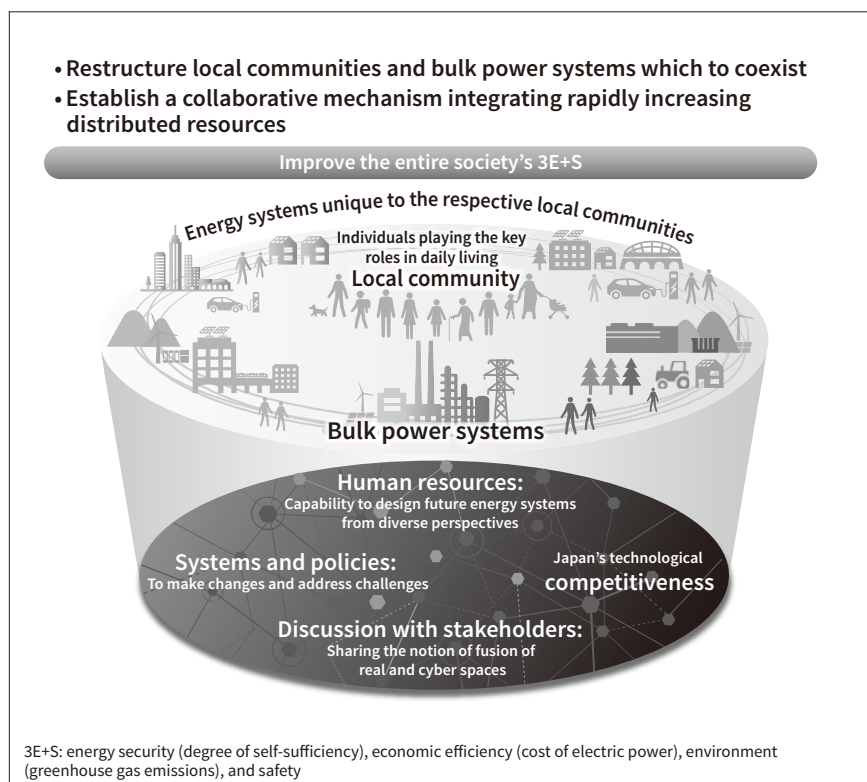 • Restructure local communities and bulk power systems which to coexist
• Establish a collaborative mechanism integrating rapidly increasing
distributed resources
Improve the entire society's 3E+S
Energy systems unique to the respective local communities
Individuals playing the key
roles in daily living
Local community
Bulk power systems
Human resources:
Capability to design future energy systems
from diverse perspectives
Systems and policies:
To make changes and address challenges
Japan's technological
competitiveness
Discussion with stakeholders:
Sharing the notion of fusion of
real and cyber spaces
3E+S: energy security (degree of self-sufficiency), economic efficiency (cost of electric power), environment
(greenhouse gas emissions), and safety